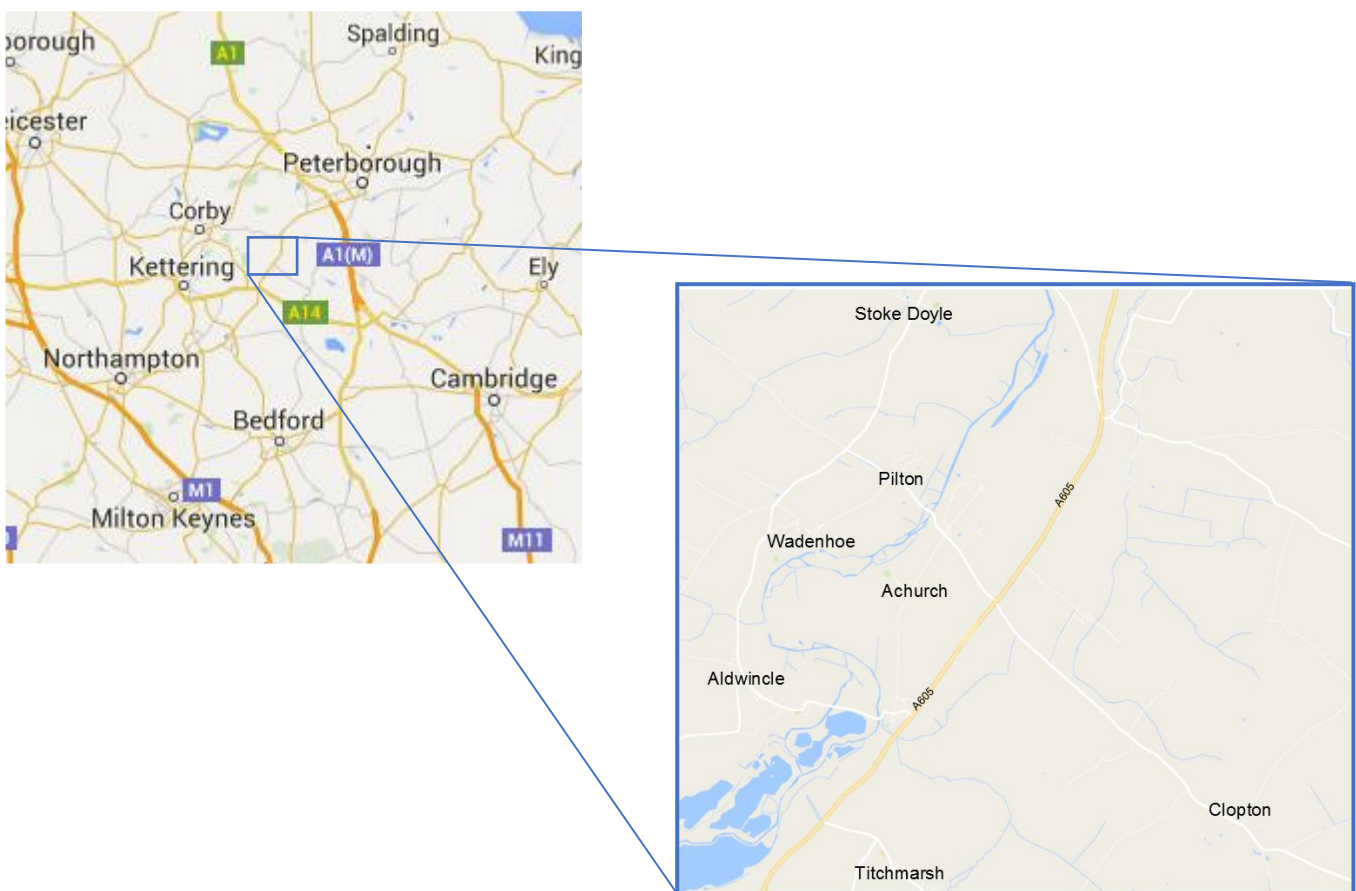 orough
A1
Spalding
King
eicester
Peterborough
Corby
Kettering
A1(M)
Ely
A14
Northampton
Cambridge
Bedford
M1
Milton Keynes
M11
Stoke Doyle
Pilton
A605
Wadenhoe
Achurch
Aldwincle
A605
Clopton
Titchmarsh